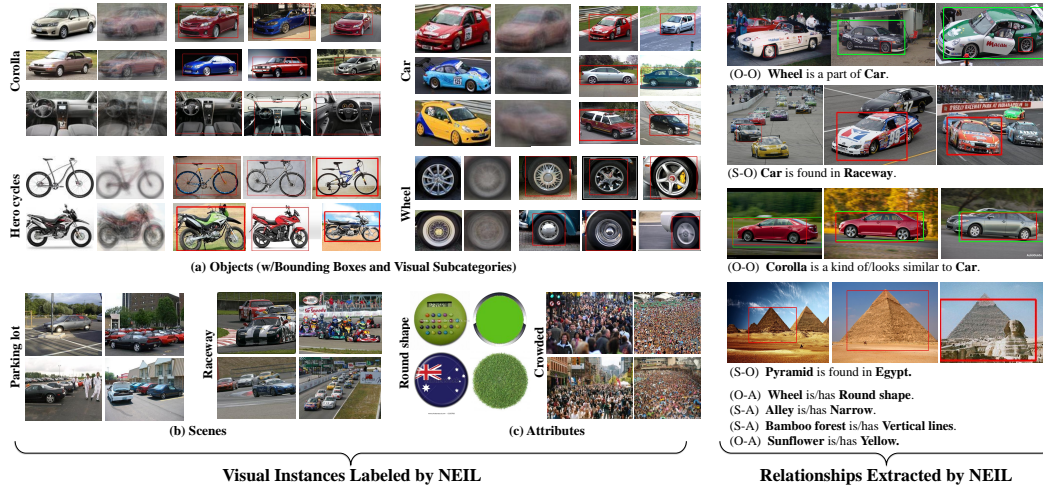 Corolla
Hero cycles
Car
Wheel
(a) Objects (w/Bounding Boxes and Visual Subcategories)
Parking lot
Raceway
(b) Scenes
Round shape
Crowded
(c) Attributes
Visual Instances Labeled by NEIL
(O-O) Wheel is a part of Car.
(S-O) Car is found in Raceway.
(O-O) Corolla is a kind of/looks similar to Car.
(S-O) Pyramid is found in Egypt.
(O-A) Wheel is/has Round shape.
(S-A) Alley is/has Narrow.
(S-A) Bamboo forest is/has Vertical lines.
(O-A) Sunflower is/has Yellow.
Relationships Extracted by NEIL